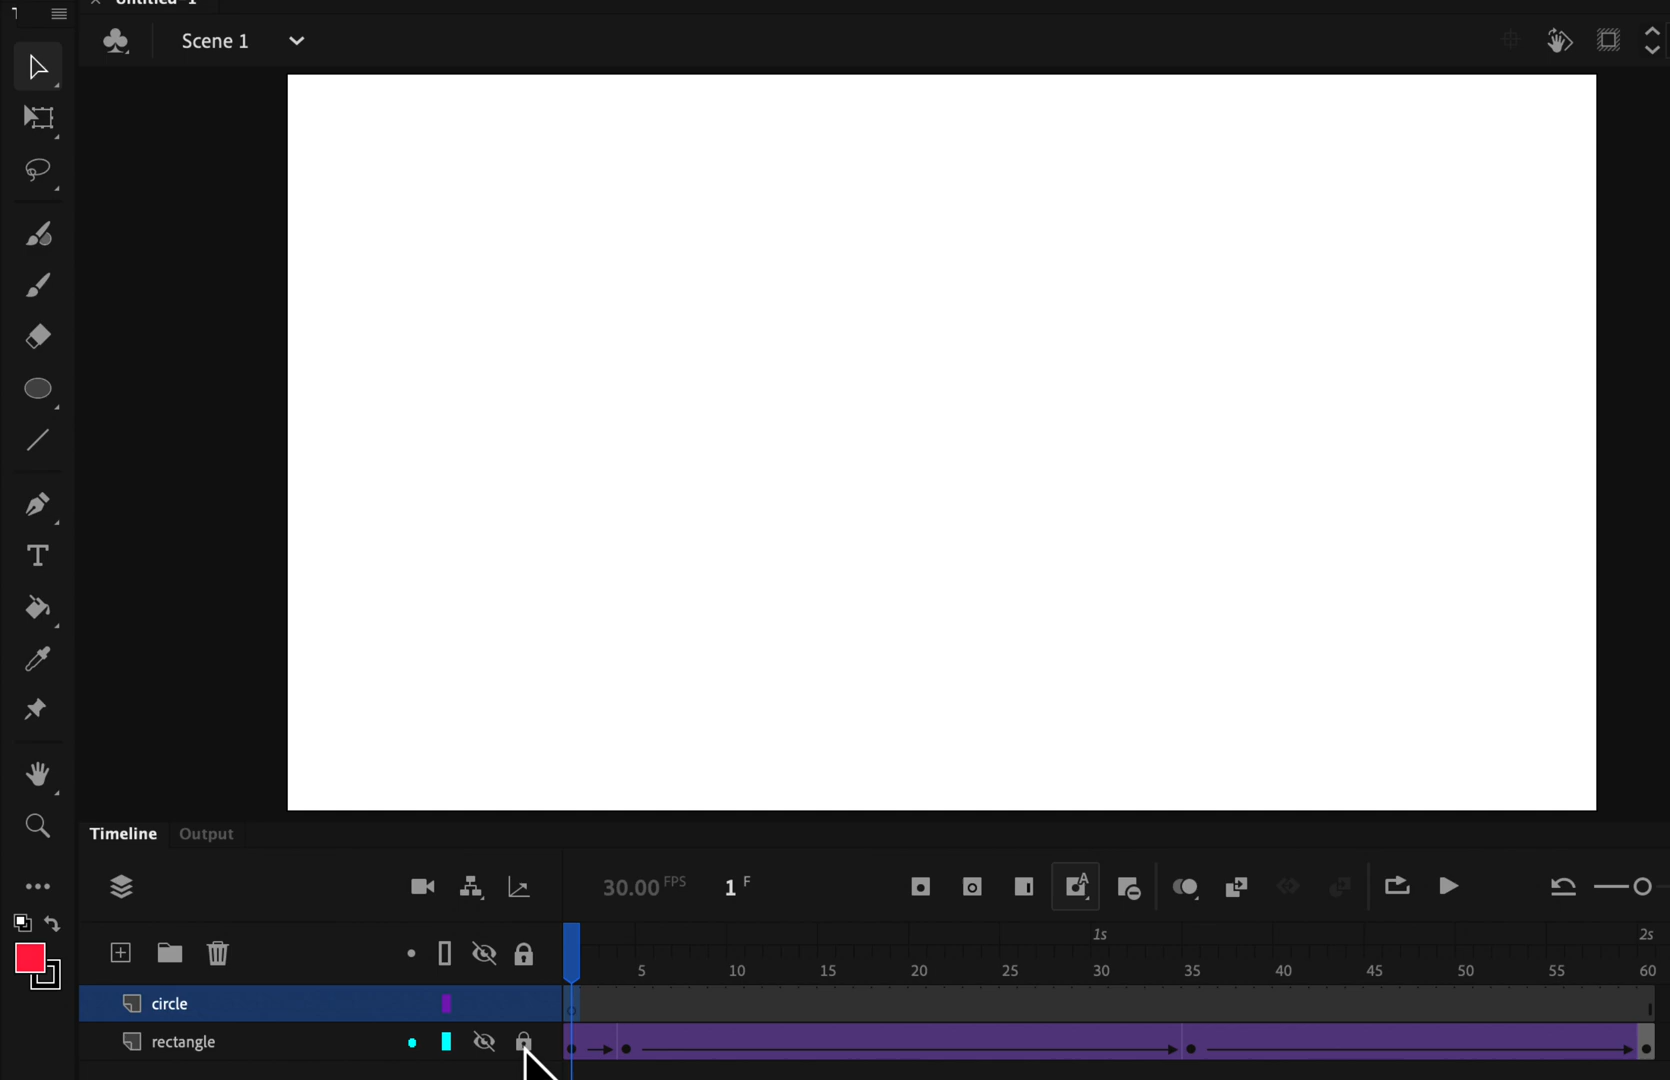 Untitled-1
Scene 1
Timeline
Output
30.00 FPS
1 F
1s
2s
5 10 15 20 25 30 35 40 45 50 55 60
circle
rectangle